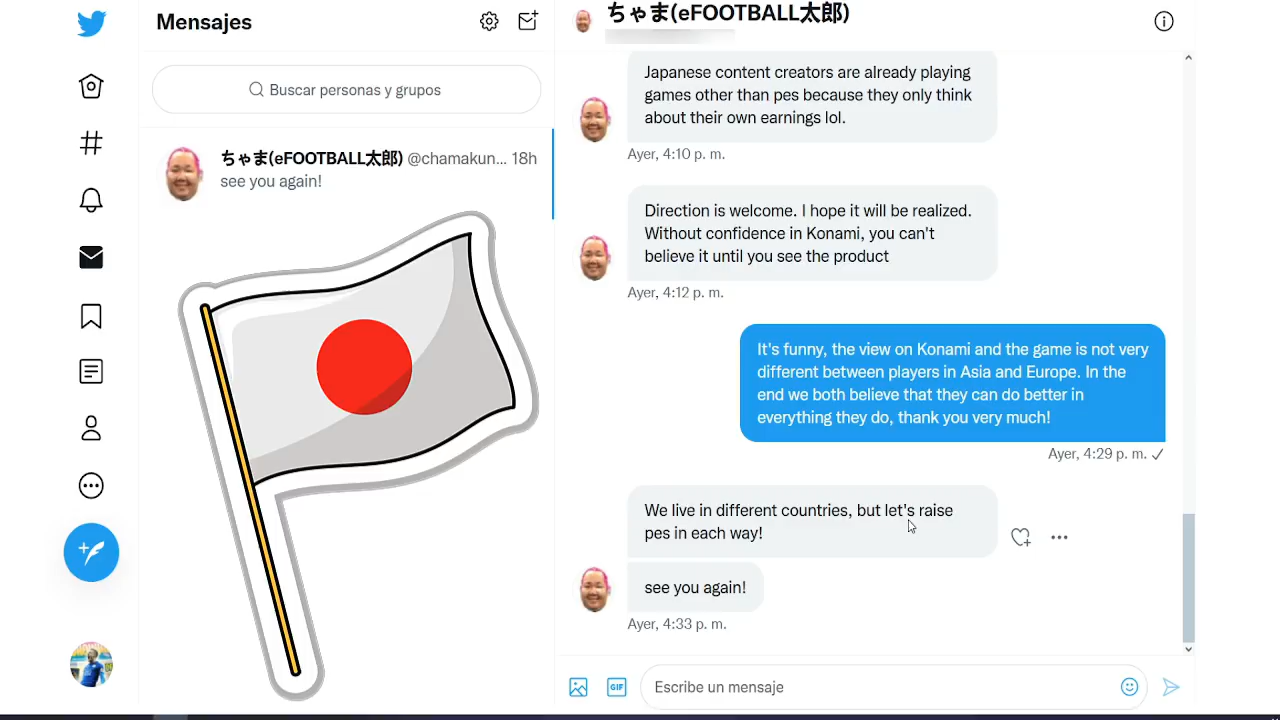 Mensajes
Buscar personas y grupos
ちゃま(eFOOTBALL太郎) @chamakun... 18h
see you again!
ちゃま(eFOOTBALL太郎)
Japanese content creators are already playing
games other than pes because they only think
about their own earnings lol.
Ayer, 4:10 p. m.
Direction is welcome. I hope it will be realized.
Without confidence in Konami, you can't
believe it until you see the product
Ayer, 4:12 p. m.
It's funny, the view on Konami and the game is not very
different between players in Asia and Europe. In the
end we both believe that they can do better in
everything they do, thank you very much!
Ayer, 4:29 p. m.
We live in different countries, but let's raise
pes in each way!
see you again!
Ayer, 4:33 p. m.
GIF
Escribe un mensaje